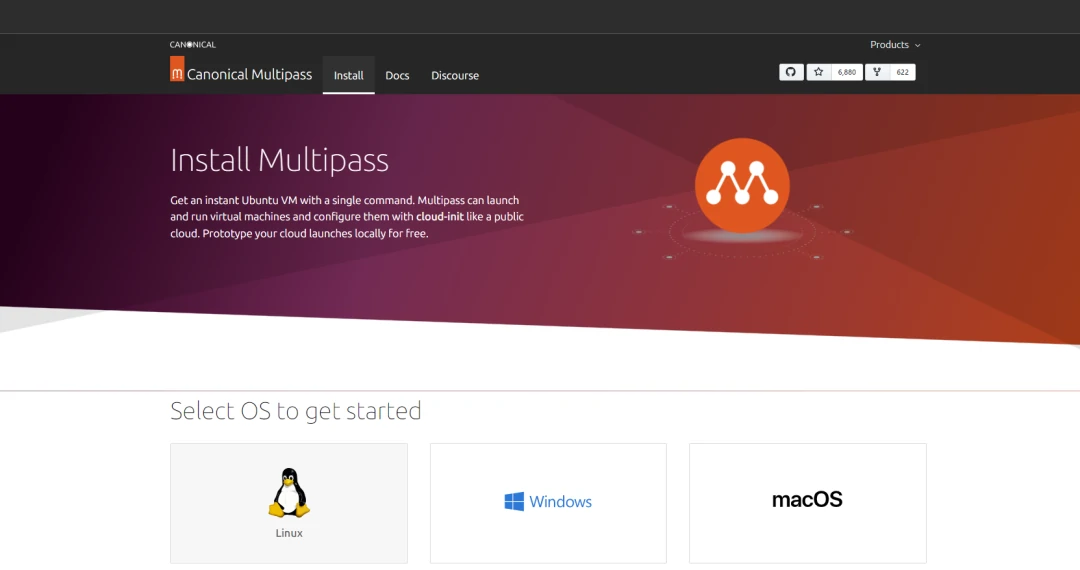 CANONICAL
Products
Canonical Multipass
Install
Docs
Discourse
6,880
622
Install Multipass
Get an instant Ubuntu VM with a single command. Multipass can launch
and run virtual machines and configure them with cloud-init like a public
cloud. Prototype your cloud launches locally for free.
Select OS to get started
Linux
Windows
macOS